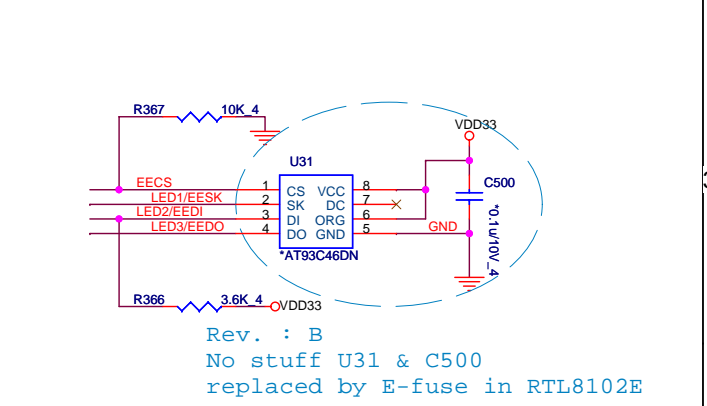 R367 10K_4
VDD33
U31
EECS 1 CS VCC 8 C500
LED1/EESK 2 SK DC 7
LED2/EEDI 3 DI ORG 6 *0.1u/10V_4
LED3/EEDO 4 DO GND 5 GND
*AT93C46DN
R366 3.6K_4 VDD33
Rev. : B
No stuff U31 & C500
replaced by E-fuse in RTL8102E